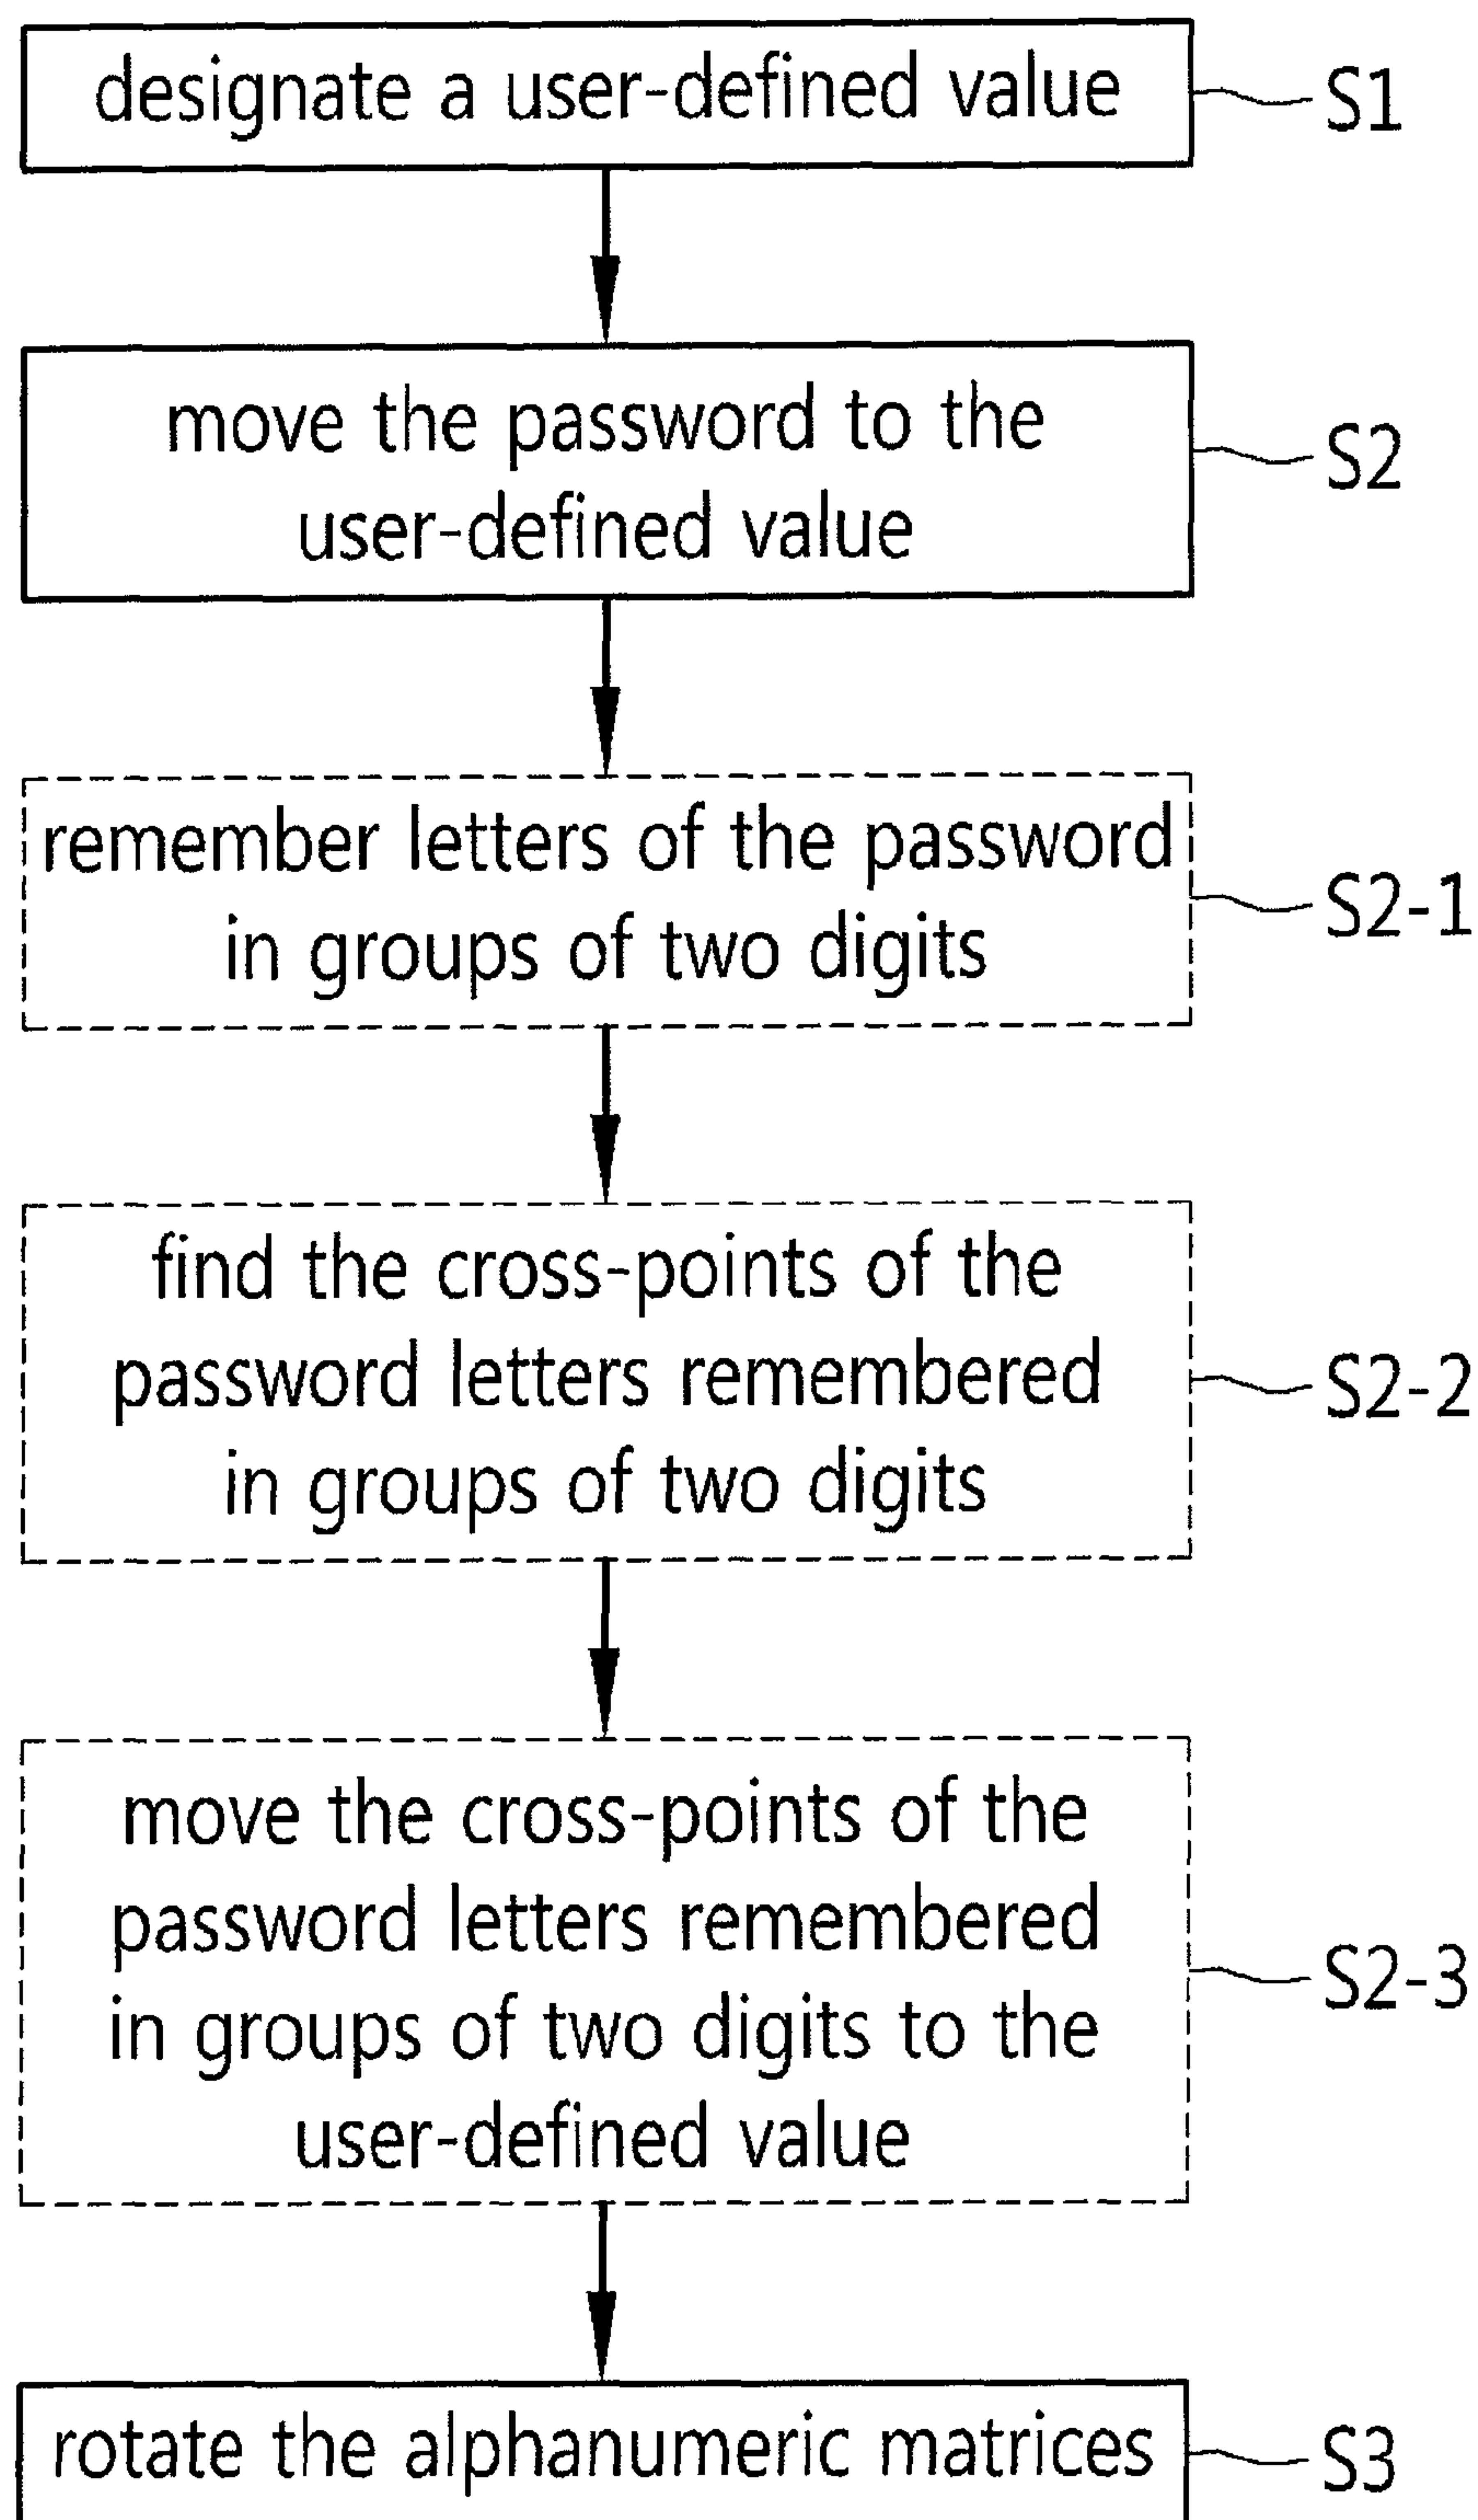 designate a user-defined value
S1
move the password to the
user-defined value
S2
remember letters of the password
in groups of two digits
S2-1
find the cross-points of the
password letters remembered
in groups of two digits
S2-2
move the cross-points of the
password letters remembered
in groups of two digits to the
user-defined value
S2-3
rotate the alphanumeric matrices
S3